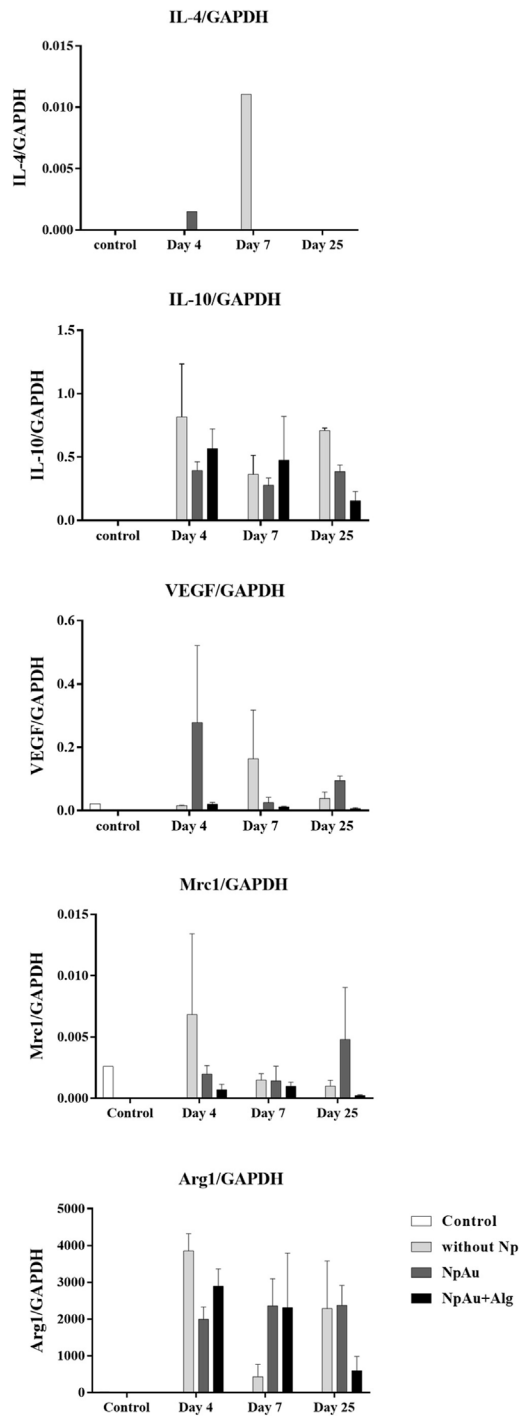 IL-4/GAPDH
IL-4/GAPDH
0.015
0.010
0.005
0.000
control Day 4 Day 7 Day 25
IL-10/GAPDH
IL-10/GAPDH
1.5
1.0
0.5
0.0
control Day 4 Day 7 Day 25
VEGF/GAPDH
VEGF/GAPDH
0.6
0.4
0.2
0.0
control Day 4 Day 7 Day 25
Mrc1/GAPDH
Mrc1/GAPDH
0.015
0.010
0.005
0.000
Control Day 4 Day 7 Day 25
Arg1/GAPDH
Arg1/GAPDH
5000
4000
3000
2000
1000
0
Control Day 4 Day 7 Day 25
Control
without Np
NpAu
NpAu+Alg